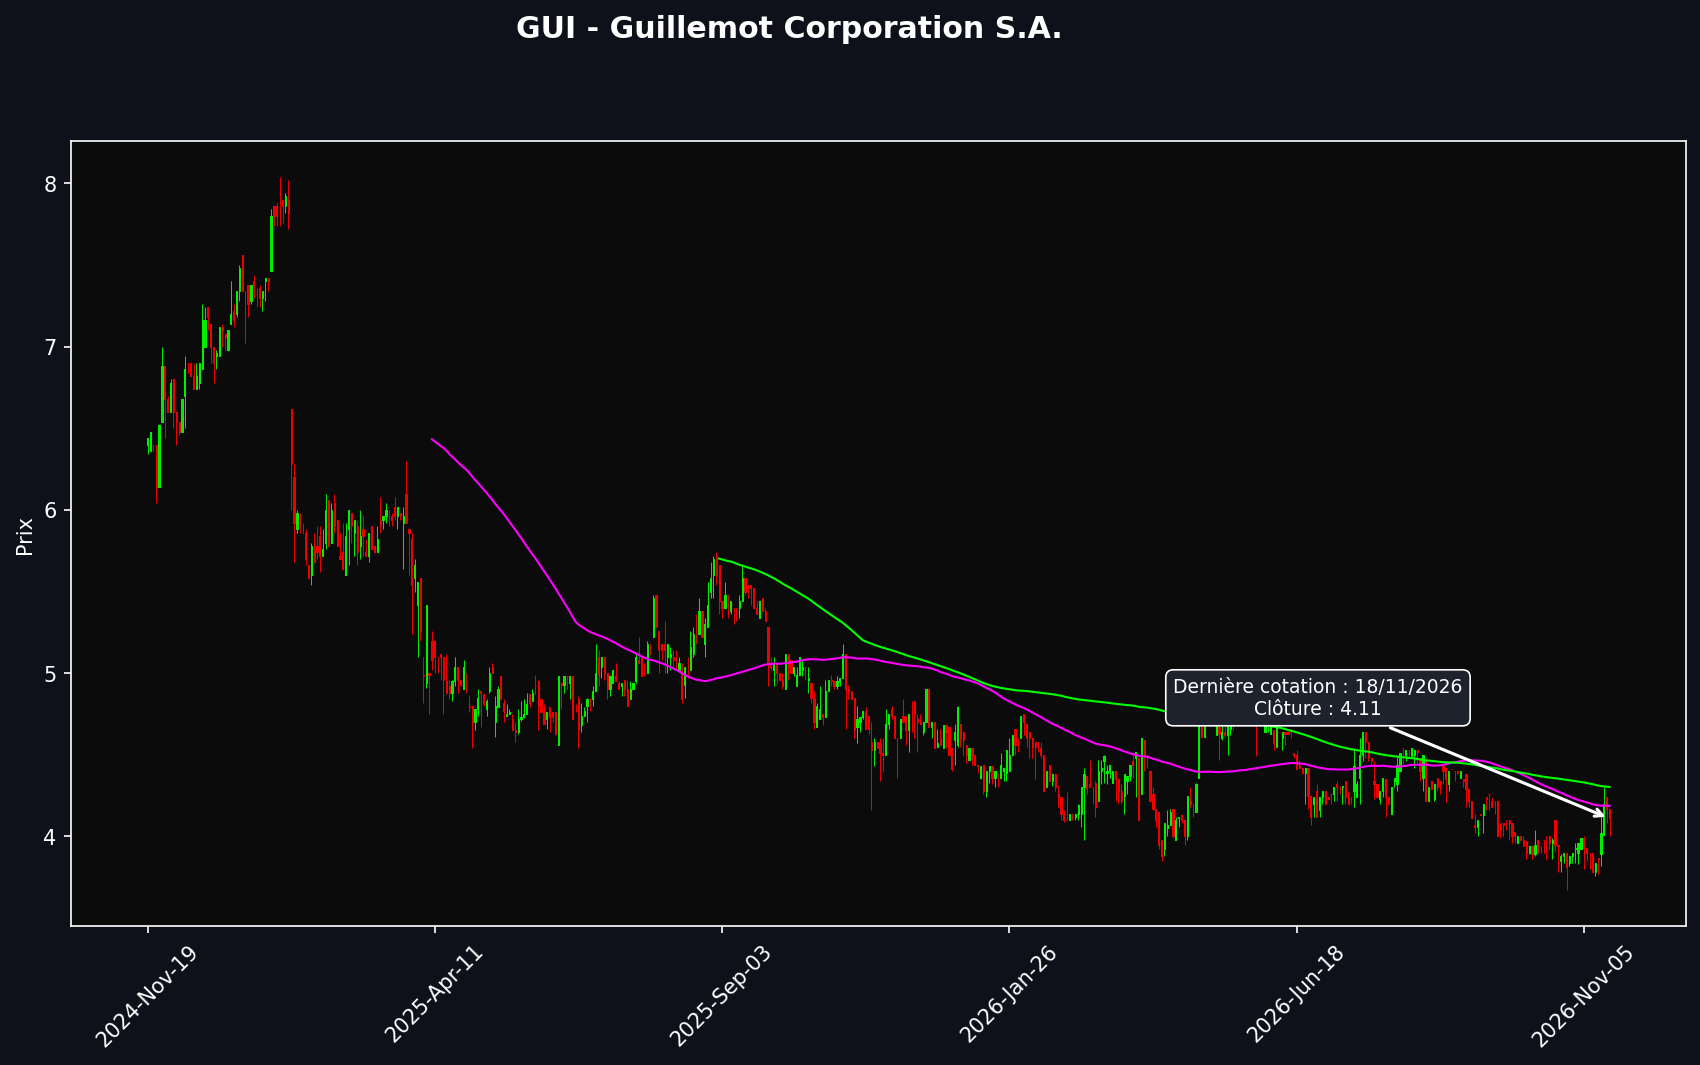 GUI - Guillemot Corporation S.A.
8
7
6
5
4
Prix
Dernière cotation : 18/11/2026
Clôture : 4.11
2024-Nov-19
2025-Apr-11
2025-Sep-03
2026-Jan-26
2026-Jun-18
2026-Nov-05